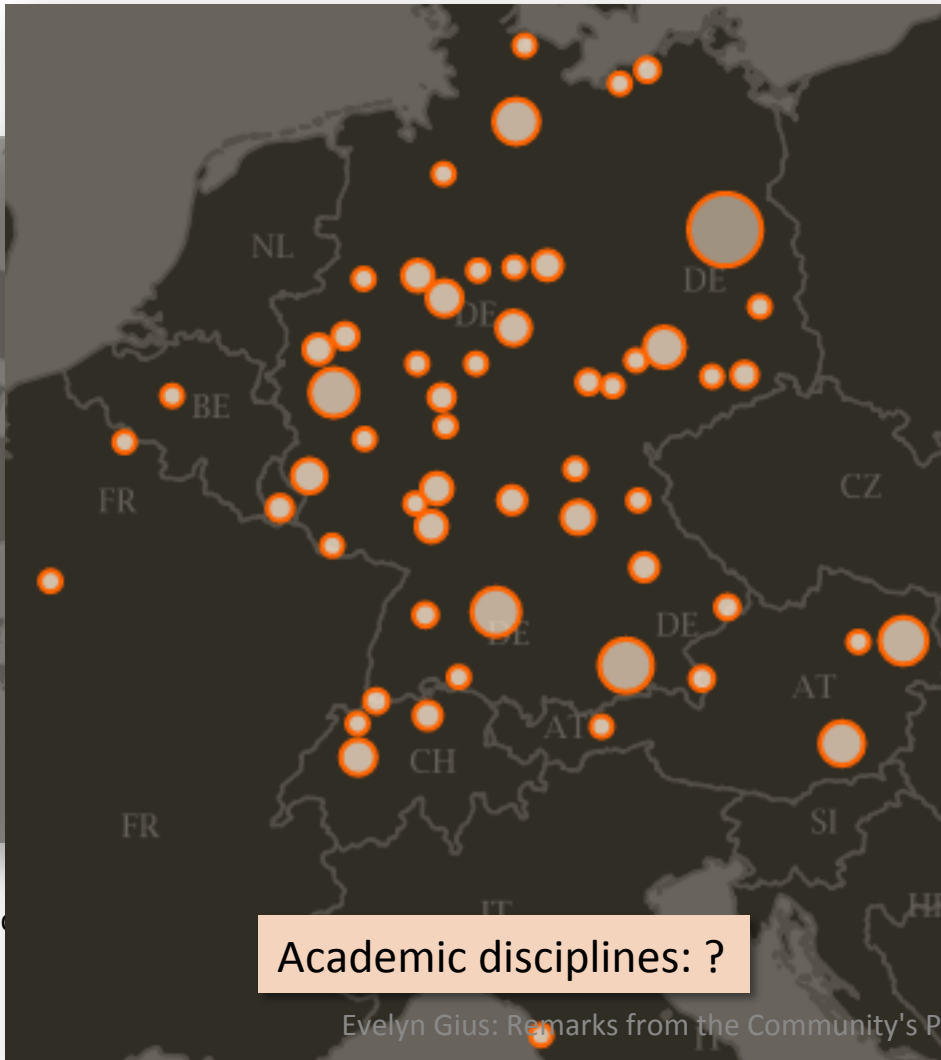 NL
DE
DE
BE
CZ
FR
DE
DE
AT
AT
CH
SI
FR
IT
Academic disciplines: ?
Evelyn Gius: Remarks from the Community's P